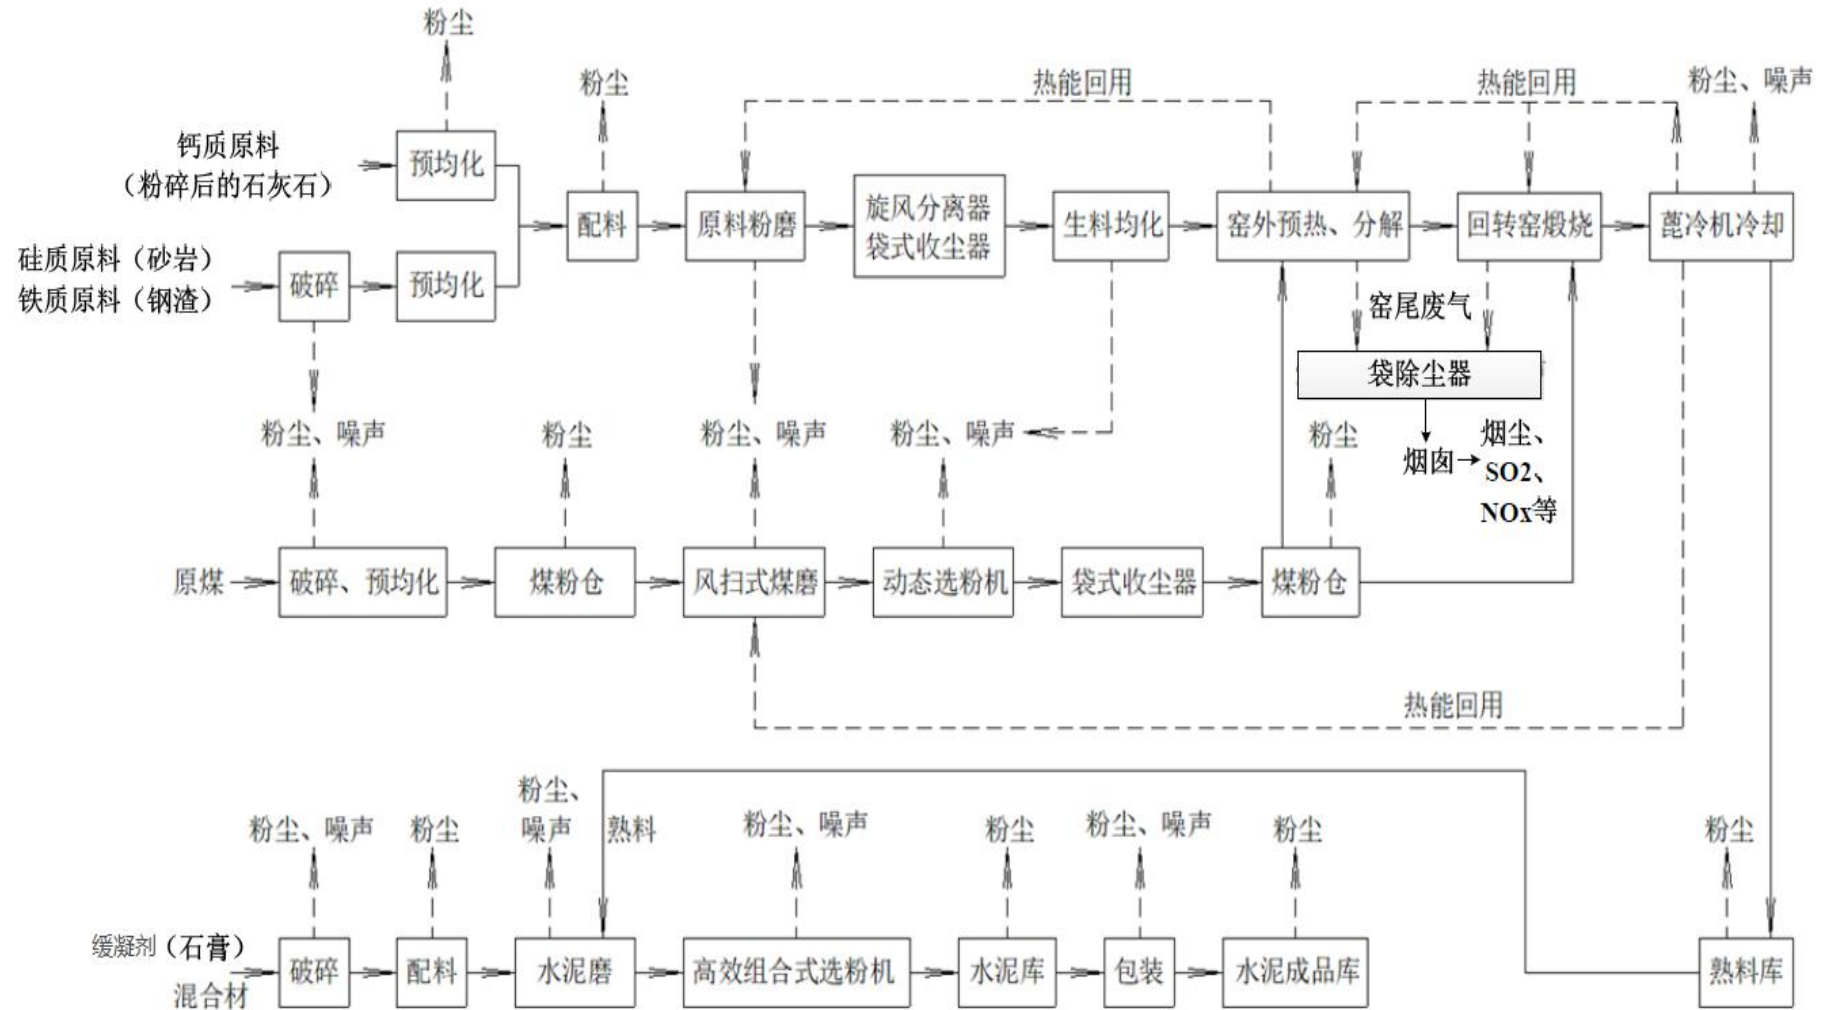 粉尘
粉尘
热能回用
热能回用
粉尘、噪声
钙质原料
（粉碎后的石灰石）
预均化
配料
原料粉磨
旋风分离器
袋式收尘器
生料均化
窑外预热、分解
回转窑煅烧
蓖冷机冷却
硅质原料（砂岩）
铁质原料（钢渣）
破碎
预均化
窑尾废气
袋除尘器
粉尘、噪声
粉尘
粉尘、噪声
粉尘、噪声
粉尘
烟囱
烟尘、
SO2、
NOx等
原煤
破碎、预均化
煤粉仓
风扫式煤磨
动态选粉机
袋式收尘器
煤粉仓
热能回用
粉尘、噪声
粉尘
粉尘、
噪声
熟料
粉尘、噪声
粉尘
粉尘、噪声
粉尘
粉尘
缓凝剂（石膏）
混合材
破碎
配料
水泥磨
高效组合式选粉机
水泥库
包装
水泥成品库
熟料库